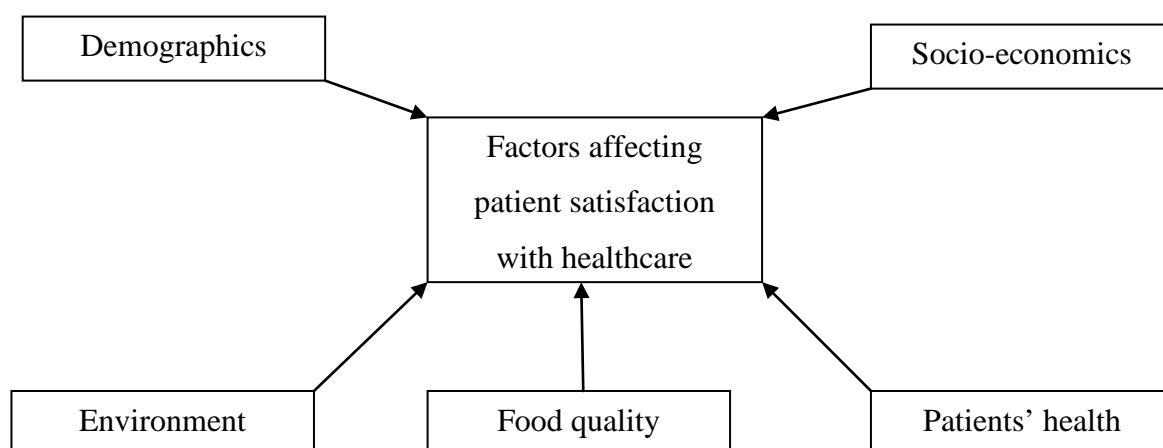 Demographics
Socio-economics
Factors affecting
patient satisfaction
with healthcare
Environment
Food quality
Patients’ health